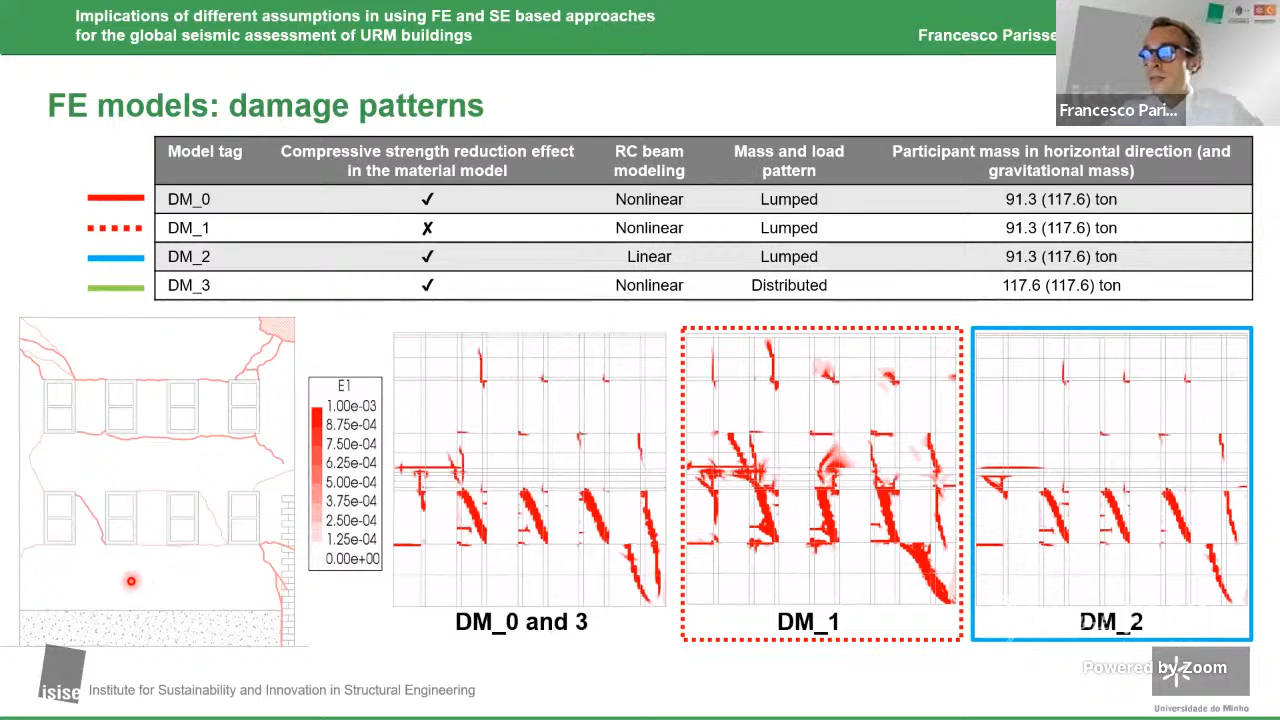 Implications of different assumptions in using FE and SE based approaches
for the global seismic assessment of URM buildings
Francesco Parisse
Francesco Pari...
FE models: damage patterns
Model tag
Compressive strength reduction effect
in the material model
RC beam
modeling
Mass and load
pattern
Participant mass in horizontal direction (and
gravitational mass)
DM_0 ✓ Nonlinear Lumped 91.3 (117.6) ton
DM_1 ✗ Nonlinear Lumped 91.3 (117.6) ton
DM_2 ✓ Linear Lumped 91.3 (117.6) ton
DM_3 ✓ Nonlinear Distributed 117.6 (117.6) ton
E1
1.00e-03
8.75e-04
7.50e-04
6.25e-04
5.00e-04
3.75e-04
2.50e-04
1.25e-04
0.00e+00
DM_0 and 3
DM_1
DM_2
Powered by Zoom
isise
Institute for Sustainability and Innovation in Structural Engineering
Universidade do Minho